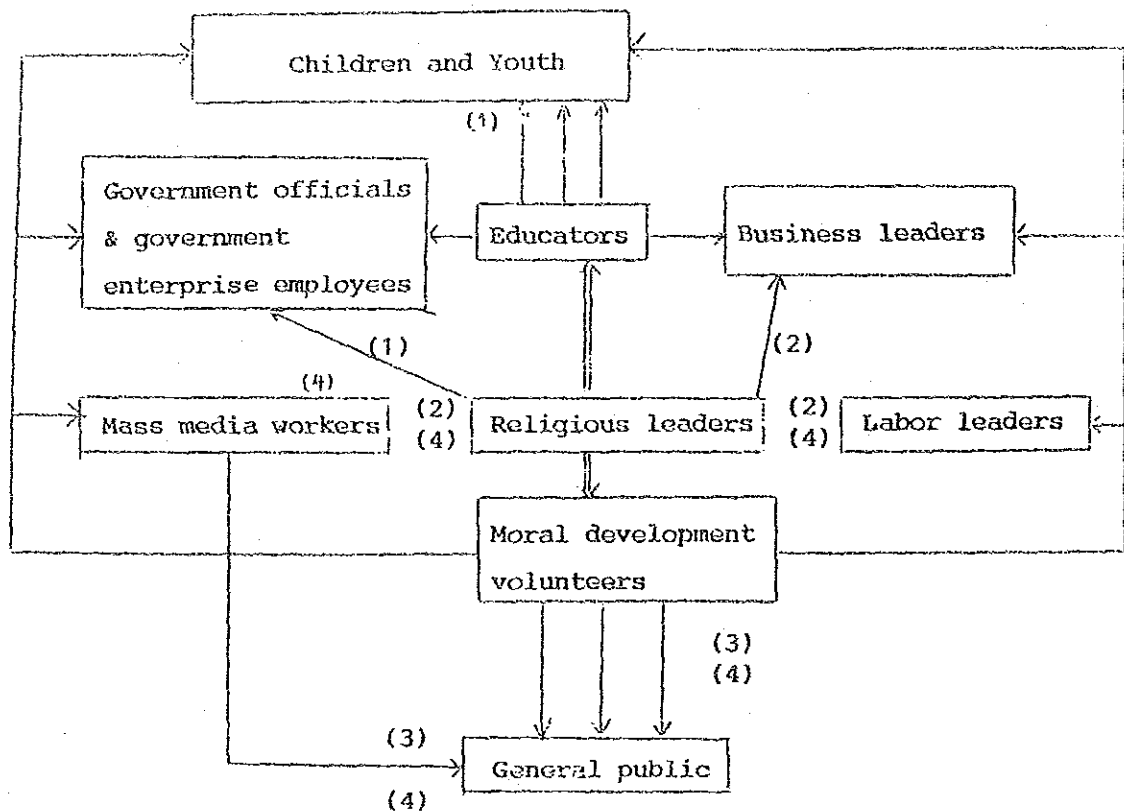 Children and Youth
(1)
Government officials
& government
enterprise employees
Educators
Business leaders
(1)
(2)
(4)
Mass media workers
(2)
(4)
Religious leaders
(2)
(4)
Labor leaders
Moral development
volunteers
(3)
(4)
(3)
(4)
General public